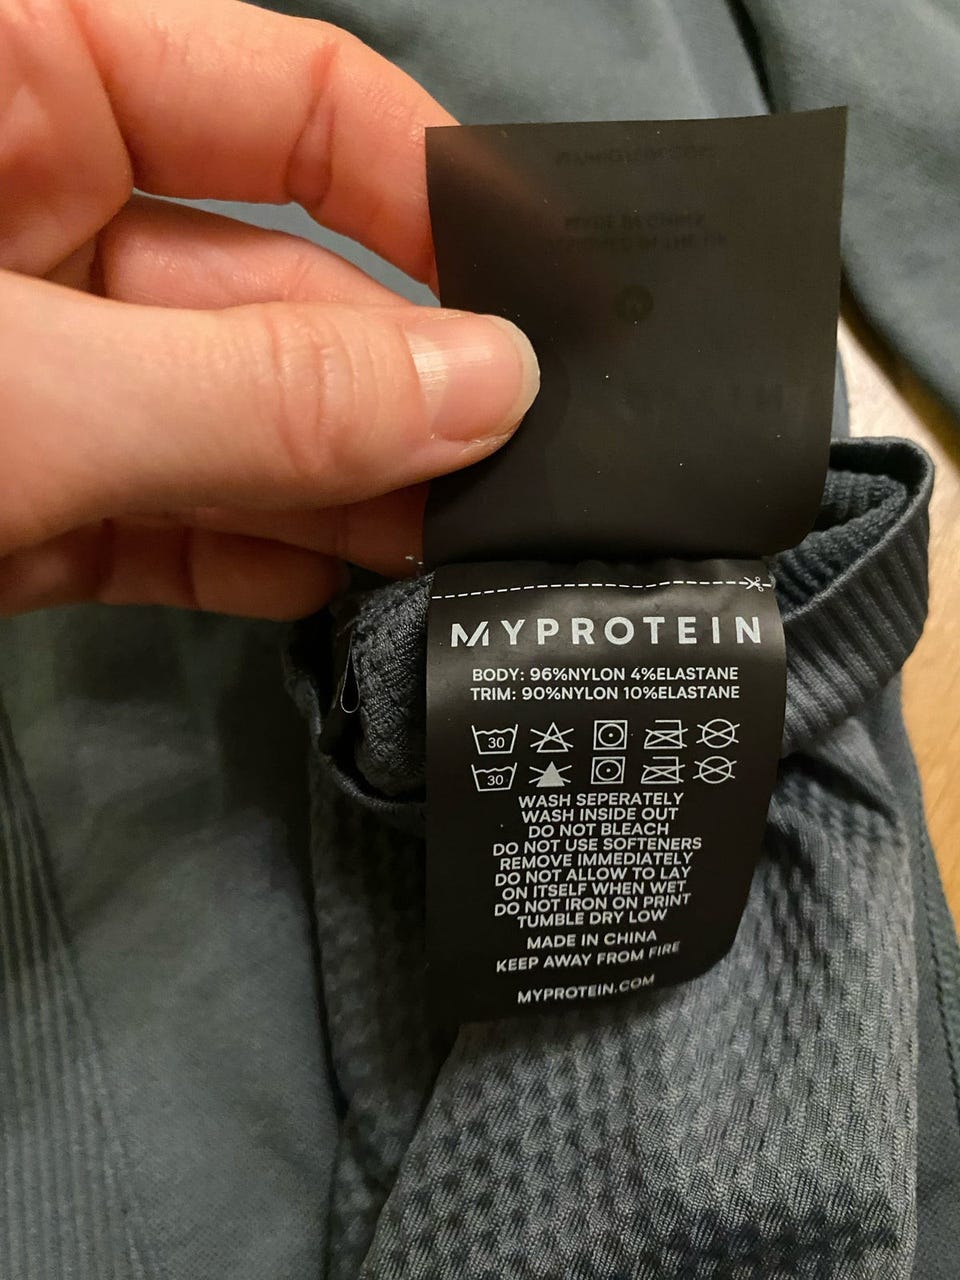 MYPROTEIN
BODY: 96%NYLON 4%ELASTANE
TRIM: 90%NYLON 10%ELASTANE
30
30
WASH SEPERATELY
WASH INSIDE OUT
DO NOT BLEACH
DO NOT USE SOFTENERS
REMOVE IMMEDIATELY
DO NOT ALLOW TO LAY
ON ITSELF WHEN WET
DO NOT IRON ON PRINT
TUMBLE DRY LOW
MADE IN CHINA
KEEP AWAY FROM FIRE
MYPROTEIN.COM